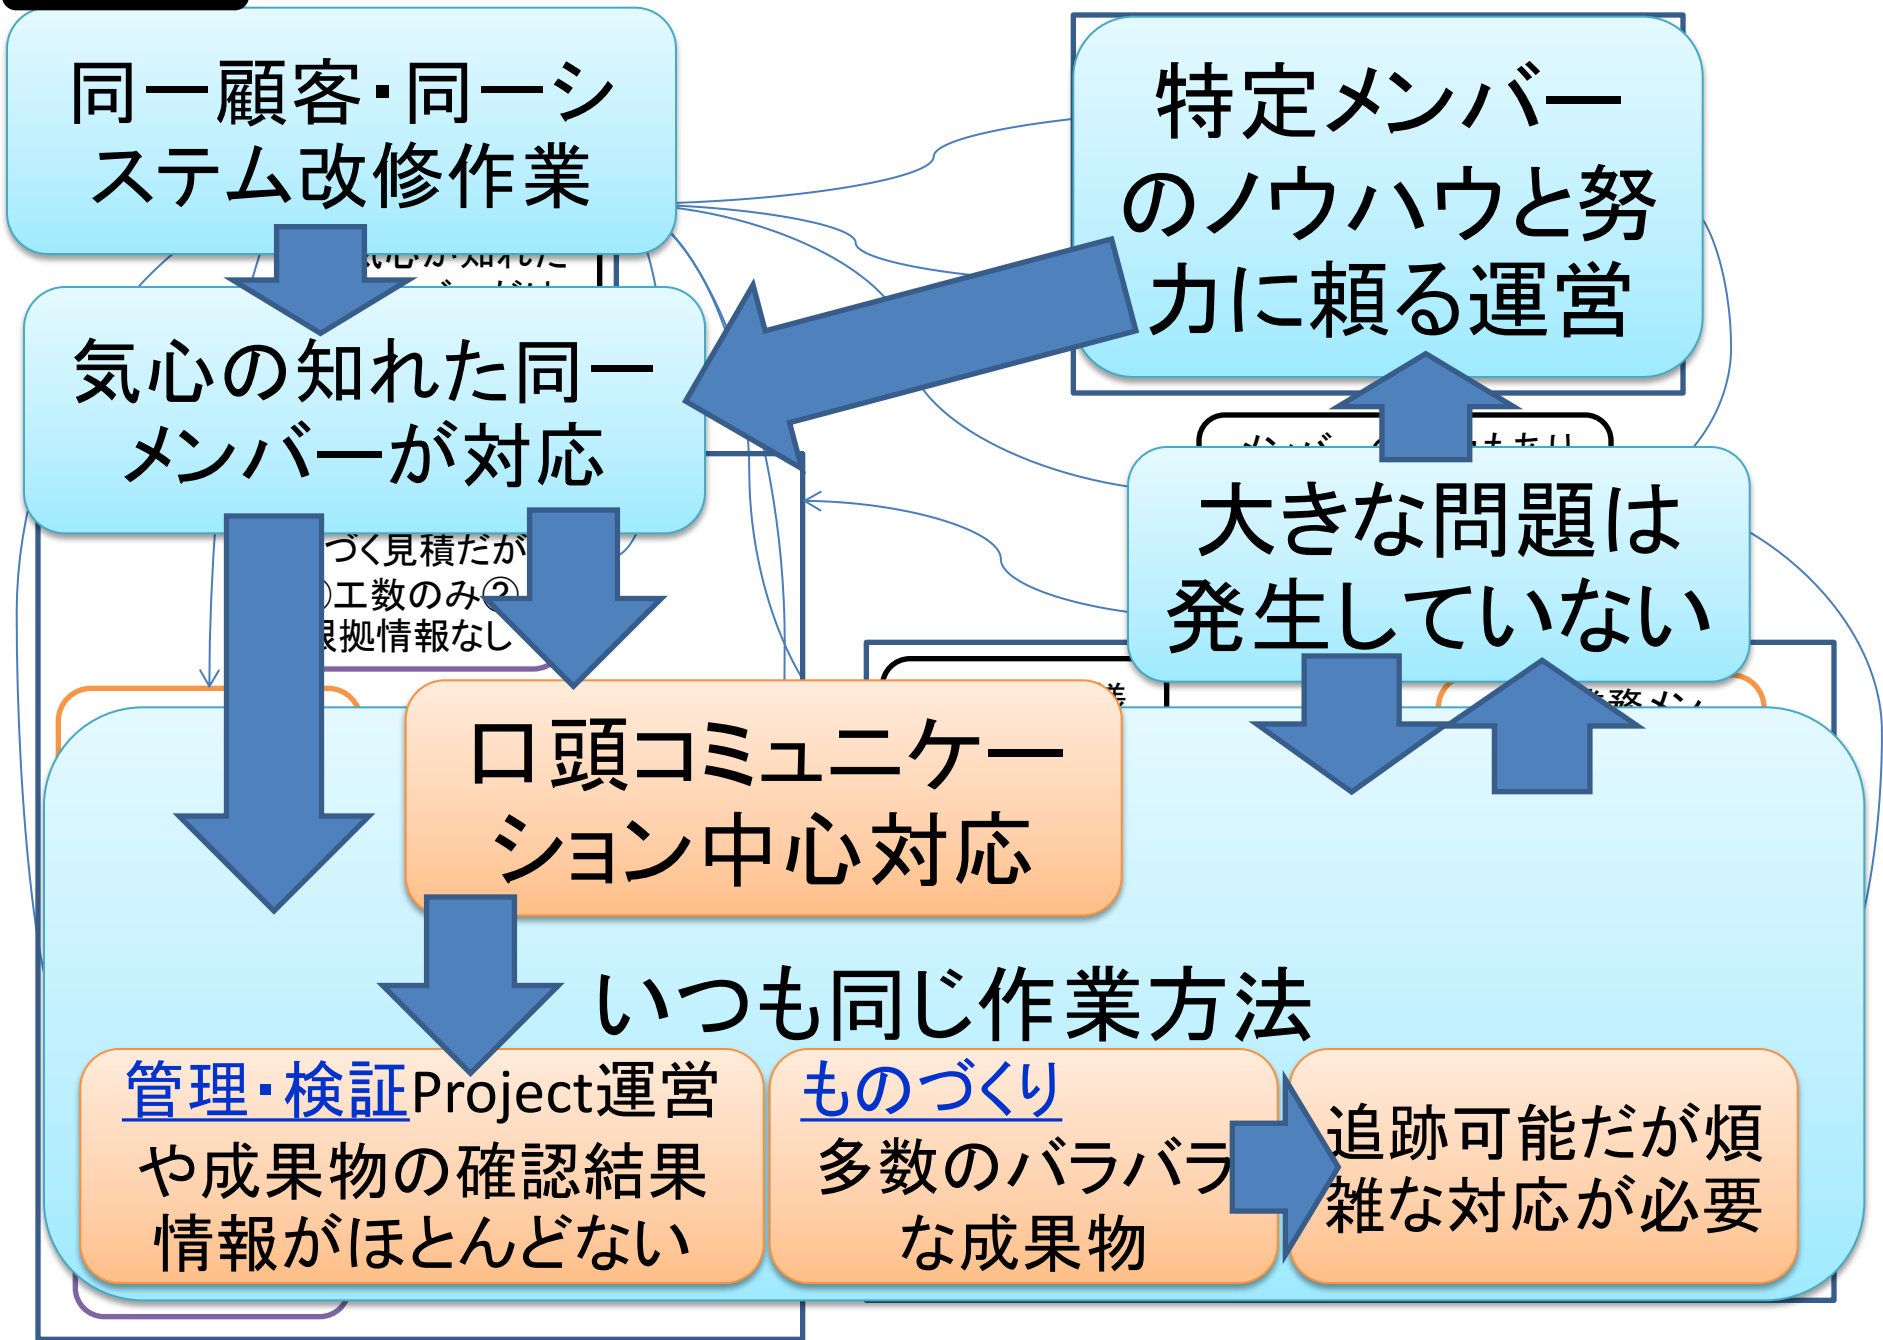 同一顧客・同一シ
ステム改修作業
気心の知れた同一
メンバーが対応
づく見積だが
工数のみ②
拠情報なし
特定メンバー
のノウハウと努
力に頼る運営
大きな問題は
発生していない
口頭コミュニケー
ション中心対応
いつも同じ作業方法
管理・検証Project運営
や成果物の確認結果
情報がほとんどない
ものづくり
多数のバラバラ
な成果物
追跡可能だが煩
雑な対応が必要